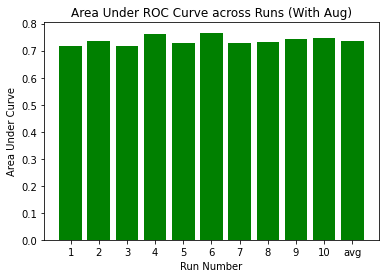 Area Under ROC Curve across Runs (With Aug)
Area Under Curve
0.8
0.7
0.6
0.5
0.4
0.3
0.2
0.1
0.0
1 2 3 4 5 6 7 8 9 10 avg
Run Number